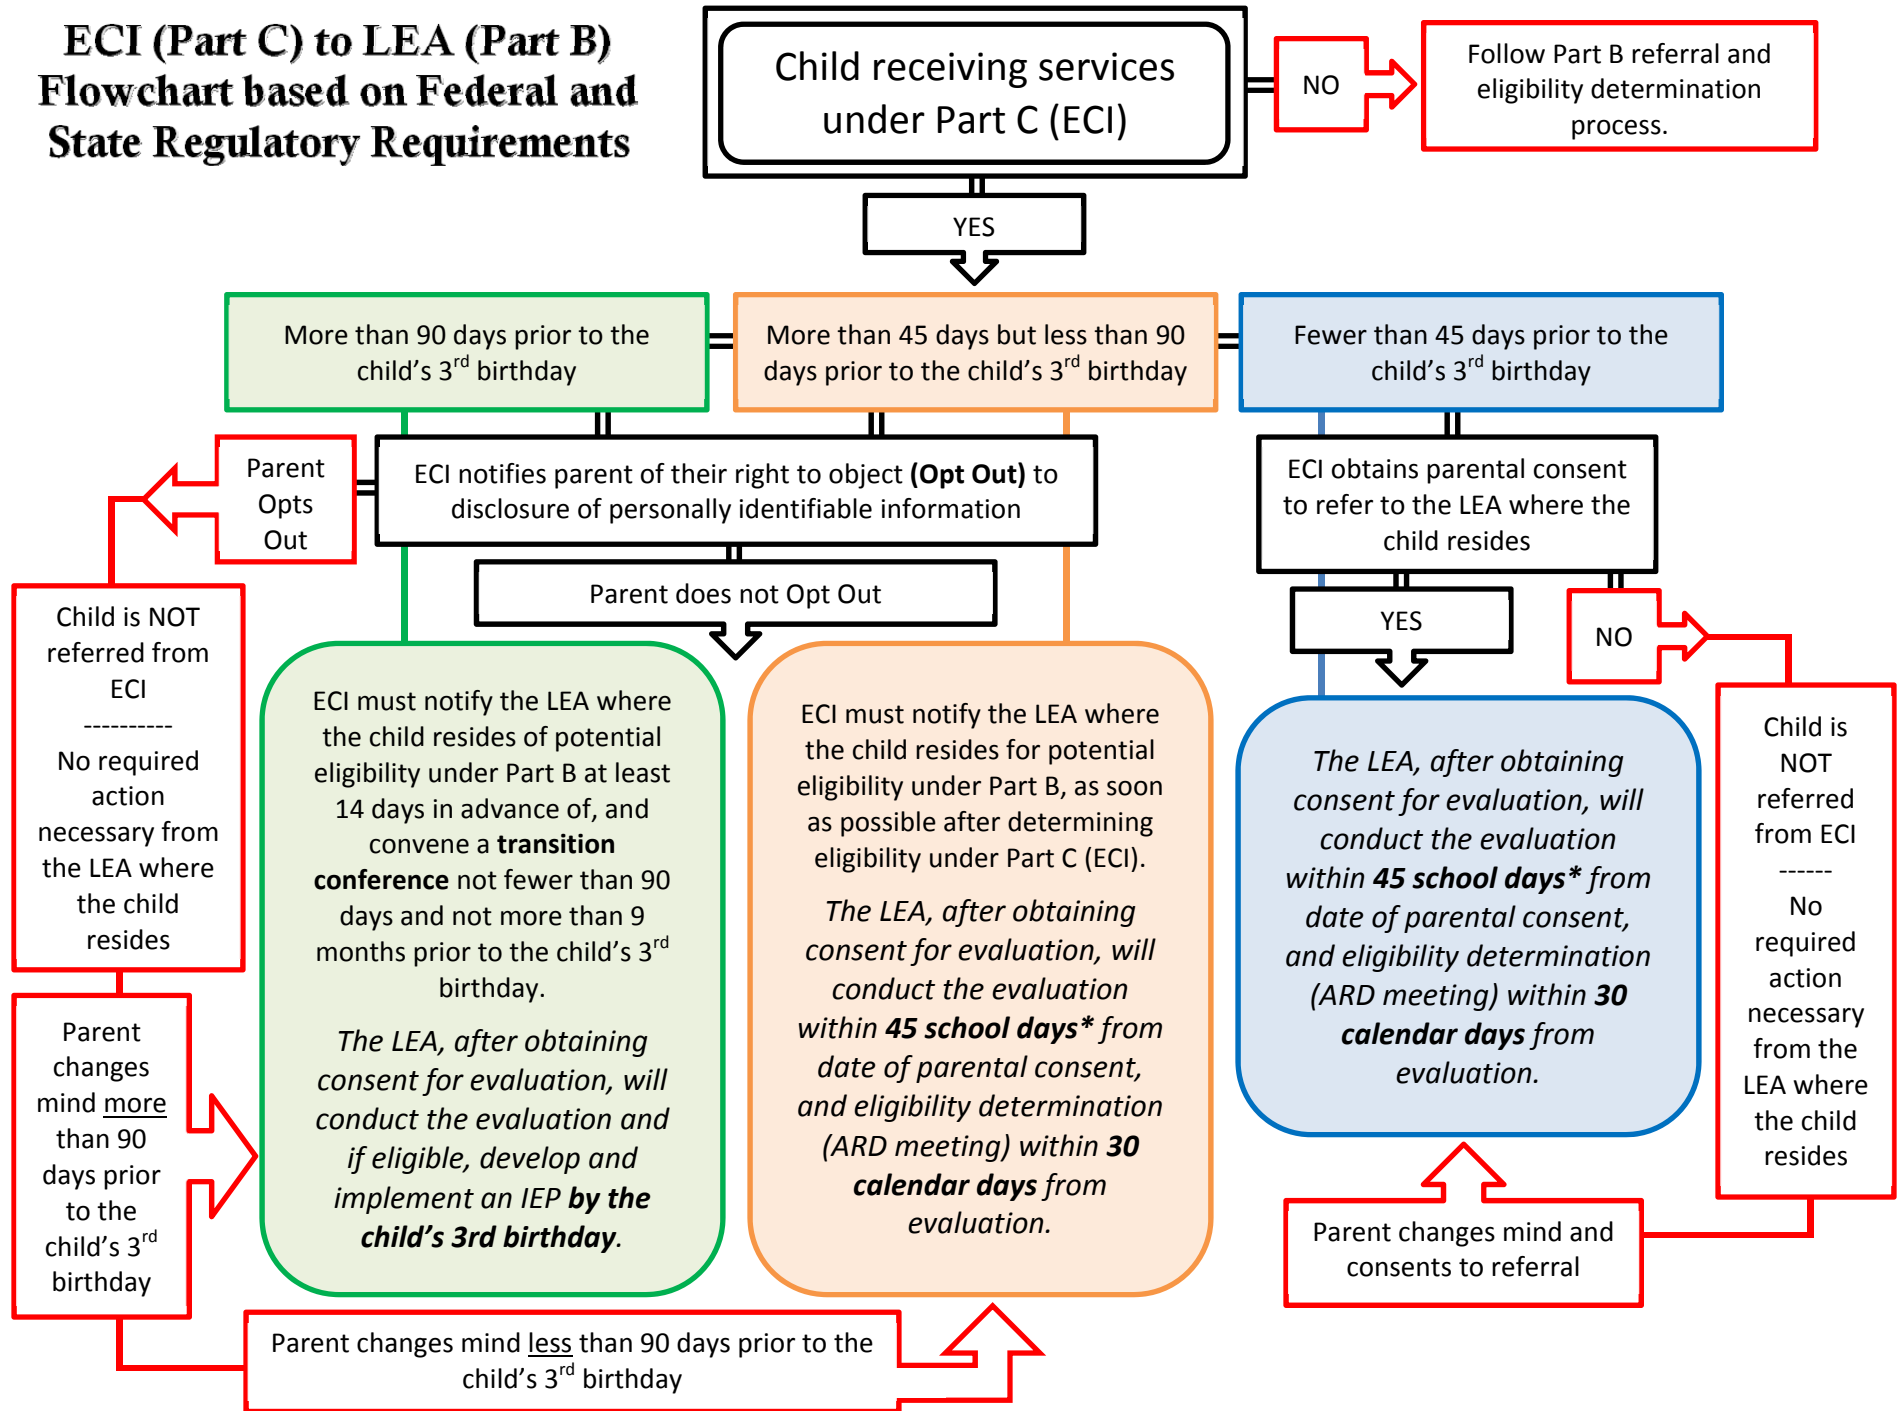 ECI (Part C) to LEA (Part B)
Flowchart based on Federal and
State Regulatory Requirements
Child receiving services
under Part C (ECI)
NO
Follow Part B referral and
eligibility determination
process.
YES
More than 90 days prior to the
child’s 3rd birthday
More than 45 days but less than 90
days prior to the child’s 3rd birthday
Fewer than 45 days prior to the
child’s 3rd birthday
Parent
Opts
Out
ECI notifies parent of their right to object (Opt Out) to
disclosure of personally identifiable information
ECI obtains parental consent
to refer to the LEA where the
child resides
Parent does not Opt Out
YES
NO
Child is NOT
referred from
ECI
----------
No required
action
necessary from
the LEA where
the child
resides
ECI must notify the LEA where
the child resides of potential
eligibility under Part B at least
14 days in advance of, and
convene a transition
conference not fewer than 90
days and not more than 9
months prior to the child’s 3rd
birthday.
The LEA, after obtaining
consent for evaluation, will
conduct the evaluation and
if eligible, develop and
implement an IEP by the
child’s 3rd birthday.
ECI must notify the LEA where
the child resides for potential
eligibility under Part B, as soon
as possible after determining
eligibility under Part C (ECI).
The LEA, after obtaining
consent for evaluation, will
conduct the evaluation
within 45 school days* from
date of parental consent,
and eligibility determination
(ARD meeting) within 30
calendar days from
evaluation.
The LEA, after obtaining
consent for evaluation, will
conduct the evaluation
within 45 school days* from
date of parental consent,
and eligibility determination
(ARD meeting) within 30
calendar days from
evaluation.
Child is
NOT
referred
from ECI
------
No
required
action
necessary
from the
LEA where
the child
resides
Parent
changes
mind more
than 90
days prior
to the
child’s 3rd
birthday
Parent changes mind and
consents to referral
Parent changes mind less than 90 days prior to the
child’s 3rd birthday